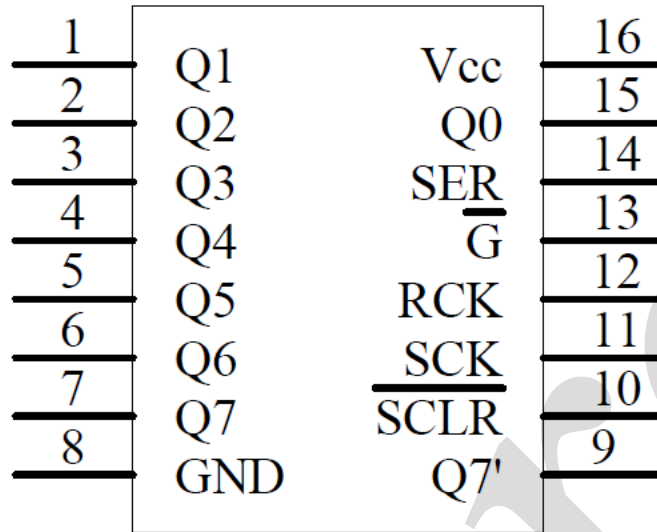 1 Q1 Vcc 16
2 Q2 Q0 15
3 Q3 SER 14
4 Q4 G̅ 13
5 Q5 RCK 12
6 Q6 SCK 11
7 Q7 S̅C̅L̅R̅ 10
8 GND Q7' 9